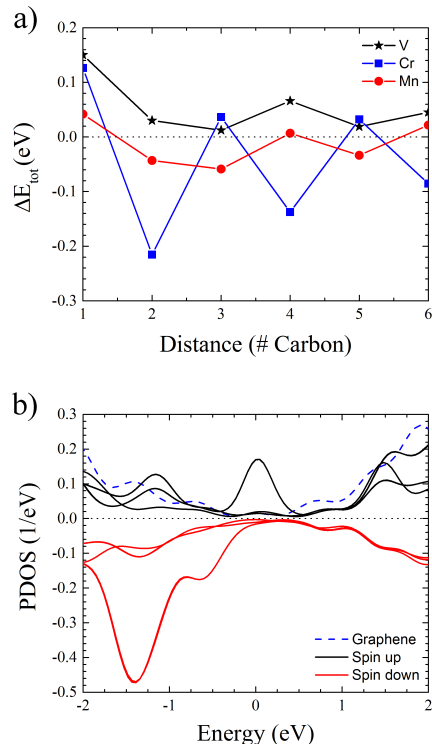 a)
V
Cr
Mn
0.2
0.1
0.0
-0.1
-0.2
-0.3
ΔE_tot (eV)
1 2 3 4 5 6
Distance (# Carbon)
b)
0.3
0.2
0.1
0.0
-0.1
-0.2
-0.3
-0.4
-0.5
PDOS (1/eV)
Graphene
Spin up
Spin down
-2 -1 0 1 2
Energy (eV)